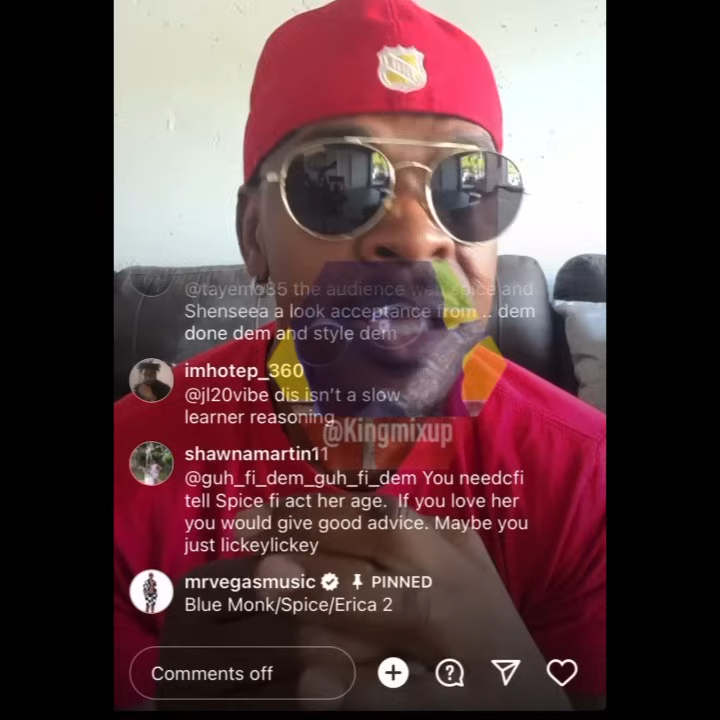 @tayemo85 the audience weh spice and
Shenseea a look acceptance from .. dem
done dem and style dem
imhotep_360
@jl20vibe dis isn't a slow
learner reasoning
@Kingmixup
shawnamartin11
@guh_fi_dem_guh_fi_dem You needcfi
tell Spice fi act her age. If you love her
you would give good advice. Maybe you
just lickeylickey
mrvegasmusic PINNED
Blue Monk/Spice/Erica 2
Comments off